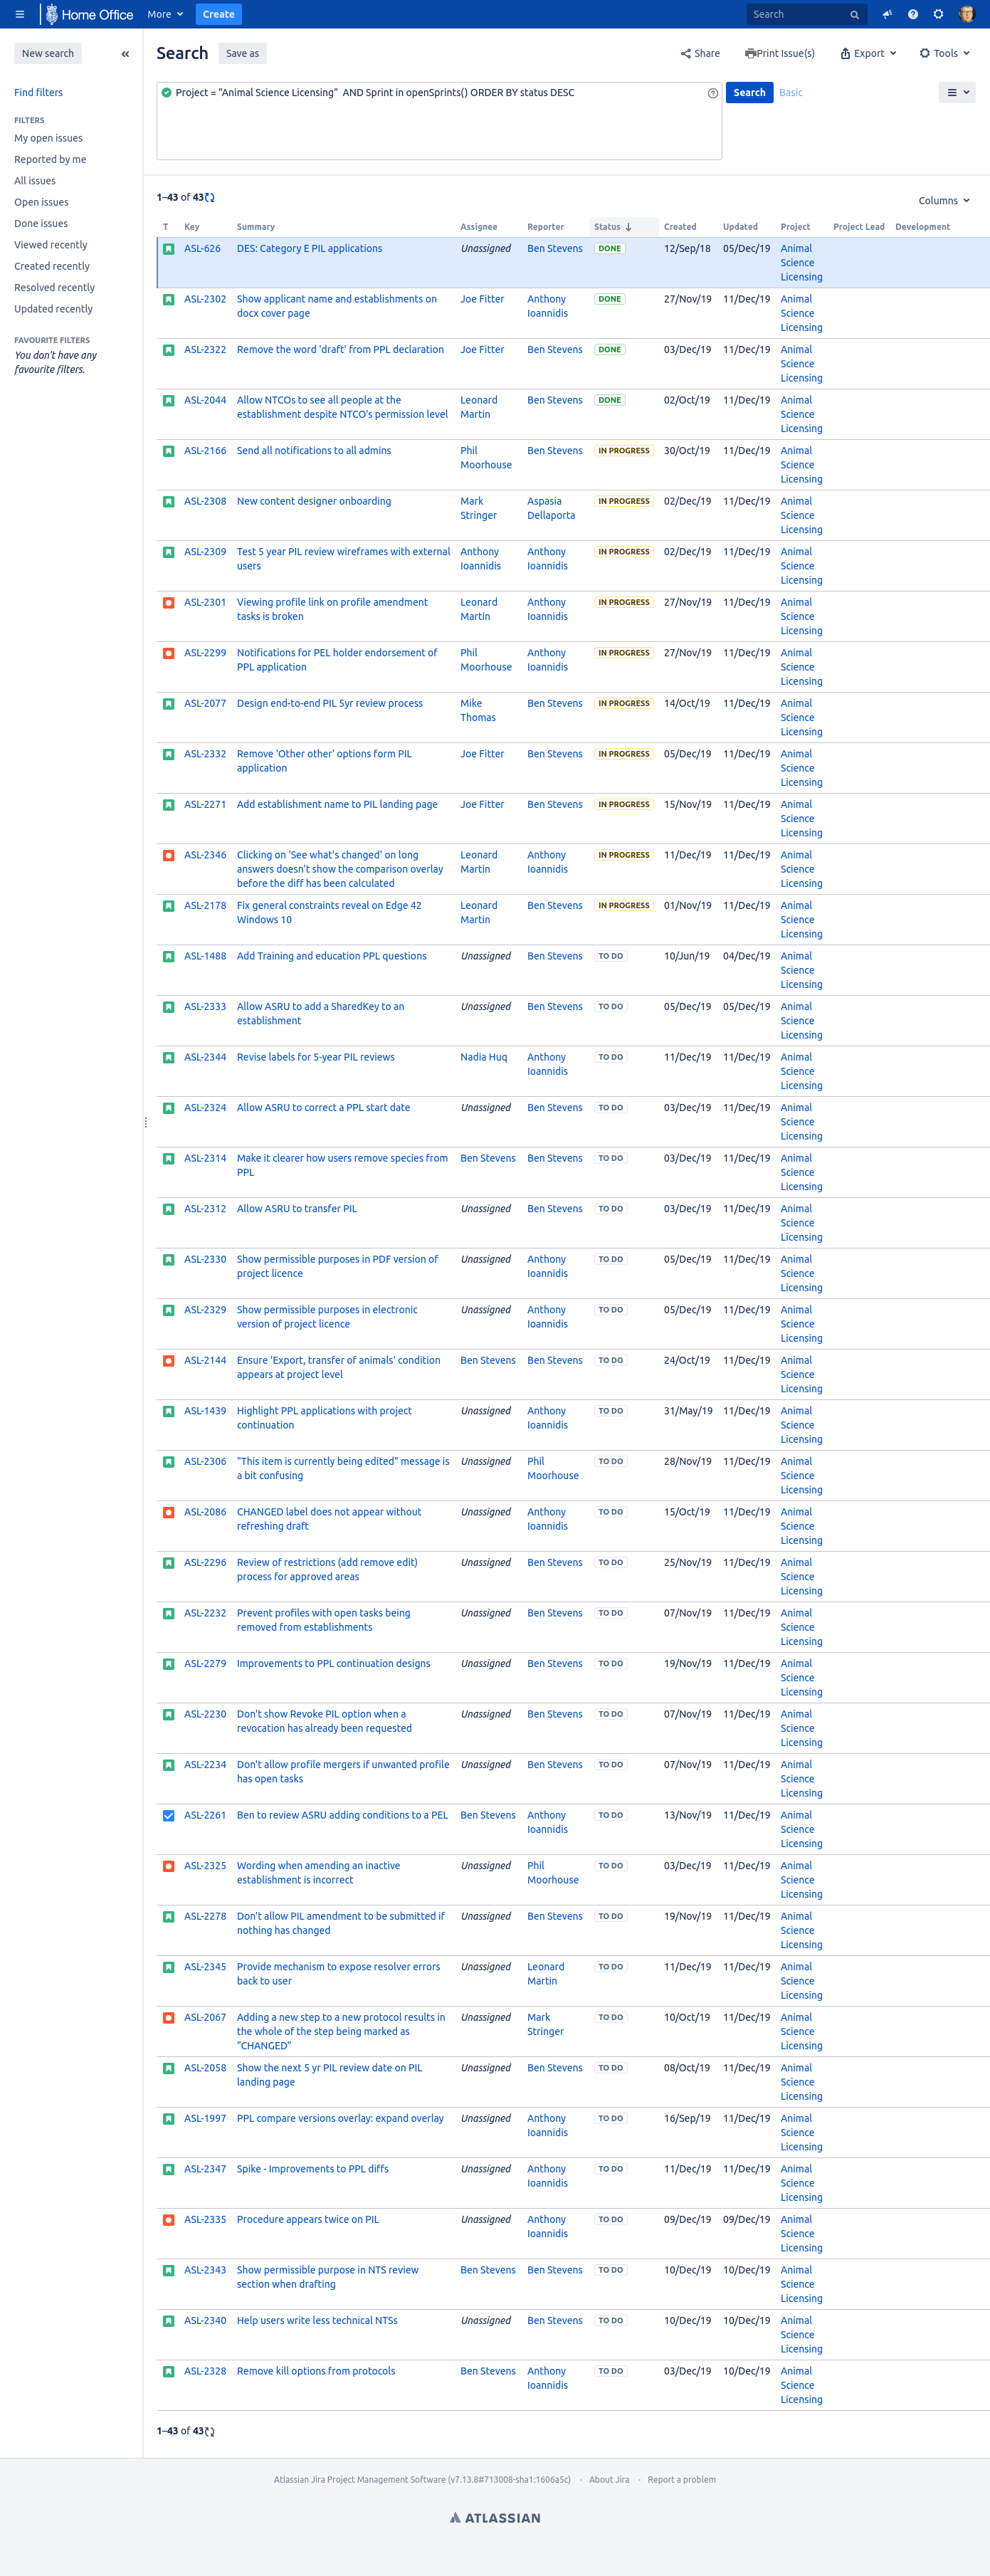 Home Office More Create Search
New search
Find filters
FILTERS
My open issues
Reported by me
All issues
Open issues
Done issues
Viewed recently
Created recently
Resolved recently
Updated recently
FAVOURITE FILTERS
You don't have any
favourite filters.
Search Save as Share Print Issue(s) Export Tools
Project = "Animal Science Licensing" AND Sprint in openSprints() ORDER BY status DESC Search Basic
1–43 of 43 Columns
T Key Summary Assignee Reporter Status Created Updated Project Project Lead Development
ASL-626 DES: Category E PIL applications Unassigned Ben Stevens DONE 12/Sep/18 05/Dec/19 Animal
Science
Licensing
ASL-2302 Show applicant name and establishments on Joe Fitter Anthony DONE 27/Nov/19 11/Dec/19 Animal
docx cover page Ioannidis Science
Licensing
ASL-2322 Remove the word 'draft' from PPL declaration Joe Fitter Ben Stevens DONE 03/Dec/19 11/Dec/19 Animal
Science
Licensing
ASL-2044 Allow NTCOs to see all people at the Leonard Ben Stevens DONE 02/Oct/19 11/Dec/19 Animal
establishment despite NTCO's permission level Martin Science
Licensing
ASL-2166 Send all notifications to all admins Phil Ben Stevens IN PROGRESS 30/Oct/19 11/Dec/19 Animal
Moorhouse Science
Licensing
ASL-2308 New content designer onboarding Mark Aspasia IN PROGRESS 02/Dec/19 11/Dec/19 Animal
Stringer Dellaporta Science
Licensing
ASL-2309 Test 5 year PIL review wireframes with external Anthony Anthony IN PROGRESS 02/Dec/19 11/Dec/19 Animal
users Ioannidis Ioannidis Science
Licensing
ASL-2301 Viewing profile link on profile amendment Leonard Anthony IN PROGRESS 27/Nov/19 11/Dec/19 Animal
tasks is broken Martin Ioannidis Science
Licensing
ASL-2299 Notifications for PEL holder endorsement of Phil Anthony IN PROGRESS 27/Nov/19 11/Dec/19 Animal
PPL application Moorhouse Ioannidis Science
Licensing
ASL-2077 Design end-to-end PIL 5yr review process Mike Ben Stevens IN PROGRESS 14/Oct/19 11/Dec/19 Animal
Thomas Science
Licensing
ASL-2332 Remove 'Other other' options form PIL Joe Fitter Ben Stevens IN PROGRESS 05/Dec/19 11/Dec/19 Animal
application Science
Licensing
ASL-2271 Add establishment name to PIL landing page Joe Fitter Ben Stevens IN PROGRESS 15/Nov/19 11/Dec/19 Animal
Science
Licensing
ASL-2346 Clicking on 'See what's changed' on long Leonard Anthony IN PROGRESS 11/Dec/19 11/Dec/19 Animal
answers doesn't show the comparison overlay Martin Ioannidis Science
before the diff has been calculated Licensing
ASL-2178 Fix general constraints reveal on Edge 42 Leonard Ben Stevens IN PROGRESS 01/Nov/19 11/Dec/19 Animal
Windows 10 Martin Science
Licensing
ASL-1488 Add Training and education PPL questions Unassigned Ben Stevens TO DO 10/Jun/19 04/Dec/19 Animal
Science
Licensing
ASL-2333 Allow ASRU to add a SharedKey to an Unassigned Ben Stevens TO DO 05/Dec/19 05/Dec/19 Animal
establishment Science
Licensing
ASL-2344 Revise labels for 5-year PIL reviews Nadia Huq Anthony TO DO 11/Dec/19 11/Dec/19 Animal
Ioannidis Science
Licensing
ASL-2324 Allow ASRU to correct a PPL start date Unassigned Ben Stevens TO DO 03/Dec/19 11/Dec/19 Animal
Science
Licensing
ASL-2314 Make it clearer how users remove species from Ben Stevens Ben Stevens TO DO 03/Dec/19 11/Dec/19 Animal
PPL Science
Licensing
ASL-2312 Allow ASRU to transfer PIL Unassigned Ben Stevens TO DO 03/Dec/19 11/Dec/19 Animal
Science
Licensing
ASL-2330 Show permissible purposes in PDF version of Unassigned Anthony TO DO 05/Dec/19 11/Dec/19 Animal
project licence Ioannidis Science
Licensing
ASL-2329 Show permissible purposes in electronic Unassigned Anthony TO DO 05/Dec/19 11/Dec/19 Animal
version of project licence Ioannidis Science
Licensing
ASL-2144 Ensure 'Export, transfer of animals' condition Ben Stevens Ben Stevens TO DO 24/Oct/19 11/Dec/19 Animal
appears at project level Science
Licensing
ASL-1439 Highlight PPL applications with project Unassigned Anthony TO DO 31/May/19 11/Dec/19 Animal
continuation Ioannidis Science
Licensing
ASL-2306 "This item is currently being edited" message is Unassigned Phil TO DO 28/Nov/19 11/Dec/19 Animal
a bit confusing Moorhouse Science
Licensing
ASL-2086 CHANGED label does not appear without Unassigned Anthony TO DO 15/Oct/19 11/Dec/19 Animal
refreshing draft Ioannidis Science
Licensing
ASL-2296 Review of restrictions (add remove edit) Unassigned Ben Stevens TO DO 25/Nov/19 11/Dec/19 Animal
process for approved areas Science
Licensing
ASL-2232 Prevent profiles with open tasks being Unassigned Ben Stevens TO DO 07/Nov/19 11/Dec/19 Animal
removed from establishments Science
Licensing
ASL-2279 Improvements to PPL continuation designs Unassigned Ben Stevens TO DO 19/Nov/19 11/Dec/19 Animal
Science
Licensing
ASL-2230 Don't show Revoke PIL option when a Unassigned Ben Stevens TO DO 07/Nov/19 11/Dec/19 Animal
revocation has already been requested Science
Licensing
ASL-2234 Don't allow profile mergers if unwanted profile Unassigned Ben Stevens TO DO 07/Nov/19 11/Dec/19 Animal
has open tasks Science
Licensing
ASL-2261 Ben to review ASRU adding conditions to a PEL Ben Stevens Anthony TO DO 13/Nov/19 11/Dec/19 Animal
Ioannidis Science
Licensing
ASL-2325 Wording when amending an inactive Unassigned Phil TO DO 03/Dec/19 11/Dec/19 Animal
establishment is incorrect Moorhouse Science
Licensing
ASL-2278 Don't allow PIL amendment to be submitted if Unassigned Ben Stevens TO DO 19/Nov/19 11/Dec/19 Animal
nothing has changed Science
Licensing
ASL-2345 Provide mechanism to expose resolver errors Unassigned Leonard TO DO 11/Dec/19 11/Dec/19 Animal
back to user Martin Science
Licensing
ASL-2067 Adding a new step to a new protocol results in Unassigned Mark TO DO 10/Oct/19 11/Dec/19 Animal
the whole of the step being marked as Stringer Science
"CHANGED" Licensing
ASL-2058 Show the next 5 yr PIL review date on PIL Unassigned Ben Stevens TO DO 08/Oct/19 11/Dec/19 Animal
landing page Science
Licensing
ASL-1997 PPL compare versions overlay: expand overlay Unassigned Anthony TO DO 16/Sep/19 11/Dec/19 Animal
Ioannidis Science
Licensing
ASL-2347 Spike - Improvements to PPL diffs Unassigned Anthony TO DO 11/Dec/19 11/Dec/19 Animal
Ioannidis Science
Licensing
ASL-2335 Procedure appears twice on PIL Unassigned Anthony TO DO 09/Dec/19 09/Dec/19 Animal
Ioannidis Science
Licensing
ASL-2343 Show permissible purpose in NTS review Ben Stevens Ben Stevens TO DO 10/Dec/19 10/Dec/19 Animal
section when drafting Science
Licensing
ASL-2340 Help users write less technical NTSs Unassigned Ben Stevens TO DO 10/Dec/19 10/Dec/19 Animal
Science
Licensing
ASL-2328 Remove kill options from protocols Ben Stevens Anthony TO DO 03/Dec/19 10/Dec/19 Animal
Ioannidis Science
Licensing
1–43 of 43
Atlassian Jira Project Management Software (v7.13.8#713008-sha1:1606a5c) · About Jira · Report a problem
ATLASSIAN